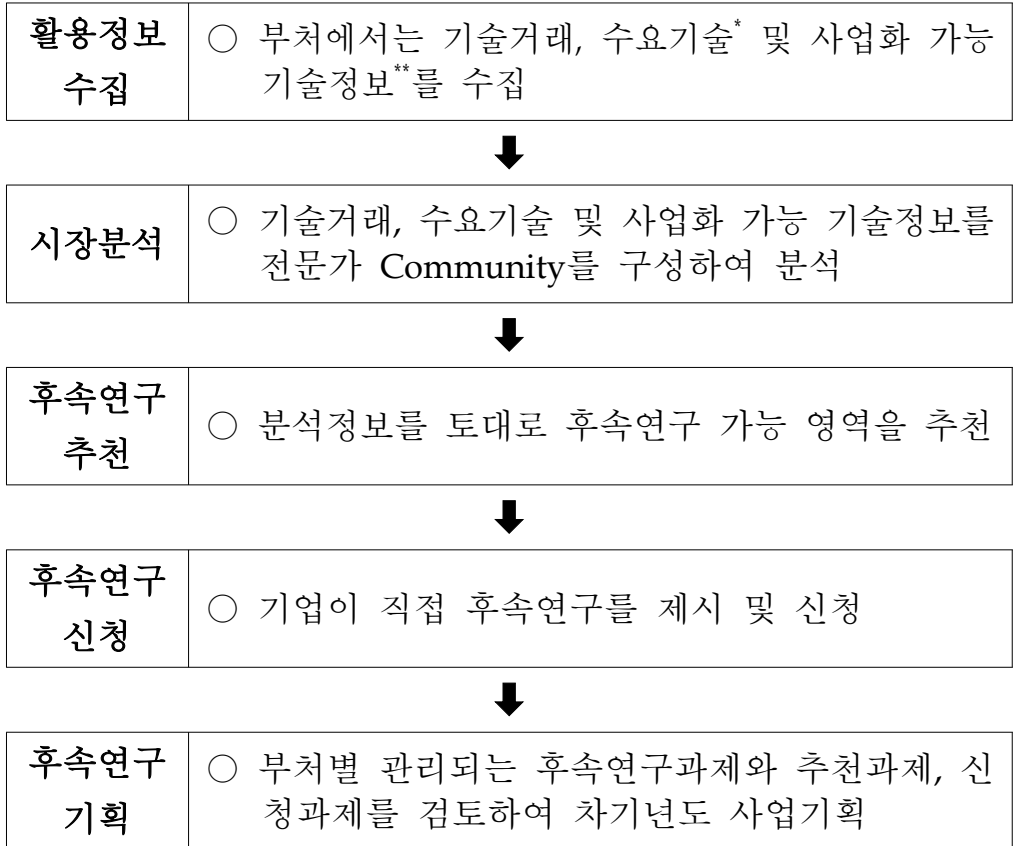 활용정보
수집
○ 부처에서는 기술거래, 수요기술* 및 사업화 가능
기술정보**를 수집
시장분석
○ 기술거래, 수요기술 및 사업화 가능 기술정보를
전문가 Community를 구성하여 분석
후속연구
추천
○ 분석정보를 토대로 후속연구 가능 영역을 추천
후속연구
신청
○ 기업이 직접 후속연구를 제시 및 신청
후속연구
기획
○ 부처별 관리되는 후속연구과제와 추천과제, 신
청과제를 검토하여 차기년도 사업기획